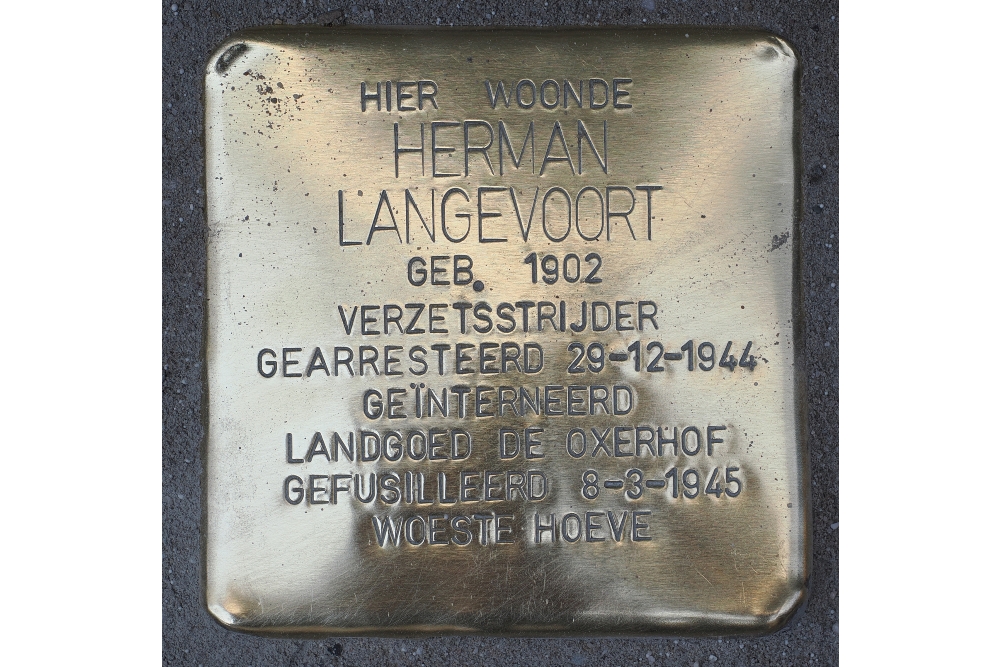 HIER WOONDE
HERMAN
LANGEVOORT
GEB. 1902
VERZETSSTRIJDER
GEARRESTEERD 29-12-1944
GEÏNTERNEERD
LANDGOED DE OXERHOF
GEFUSILLEERD 8-3-1945
WOESTE HOEVE